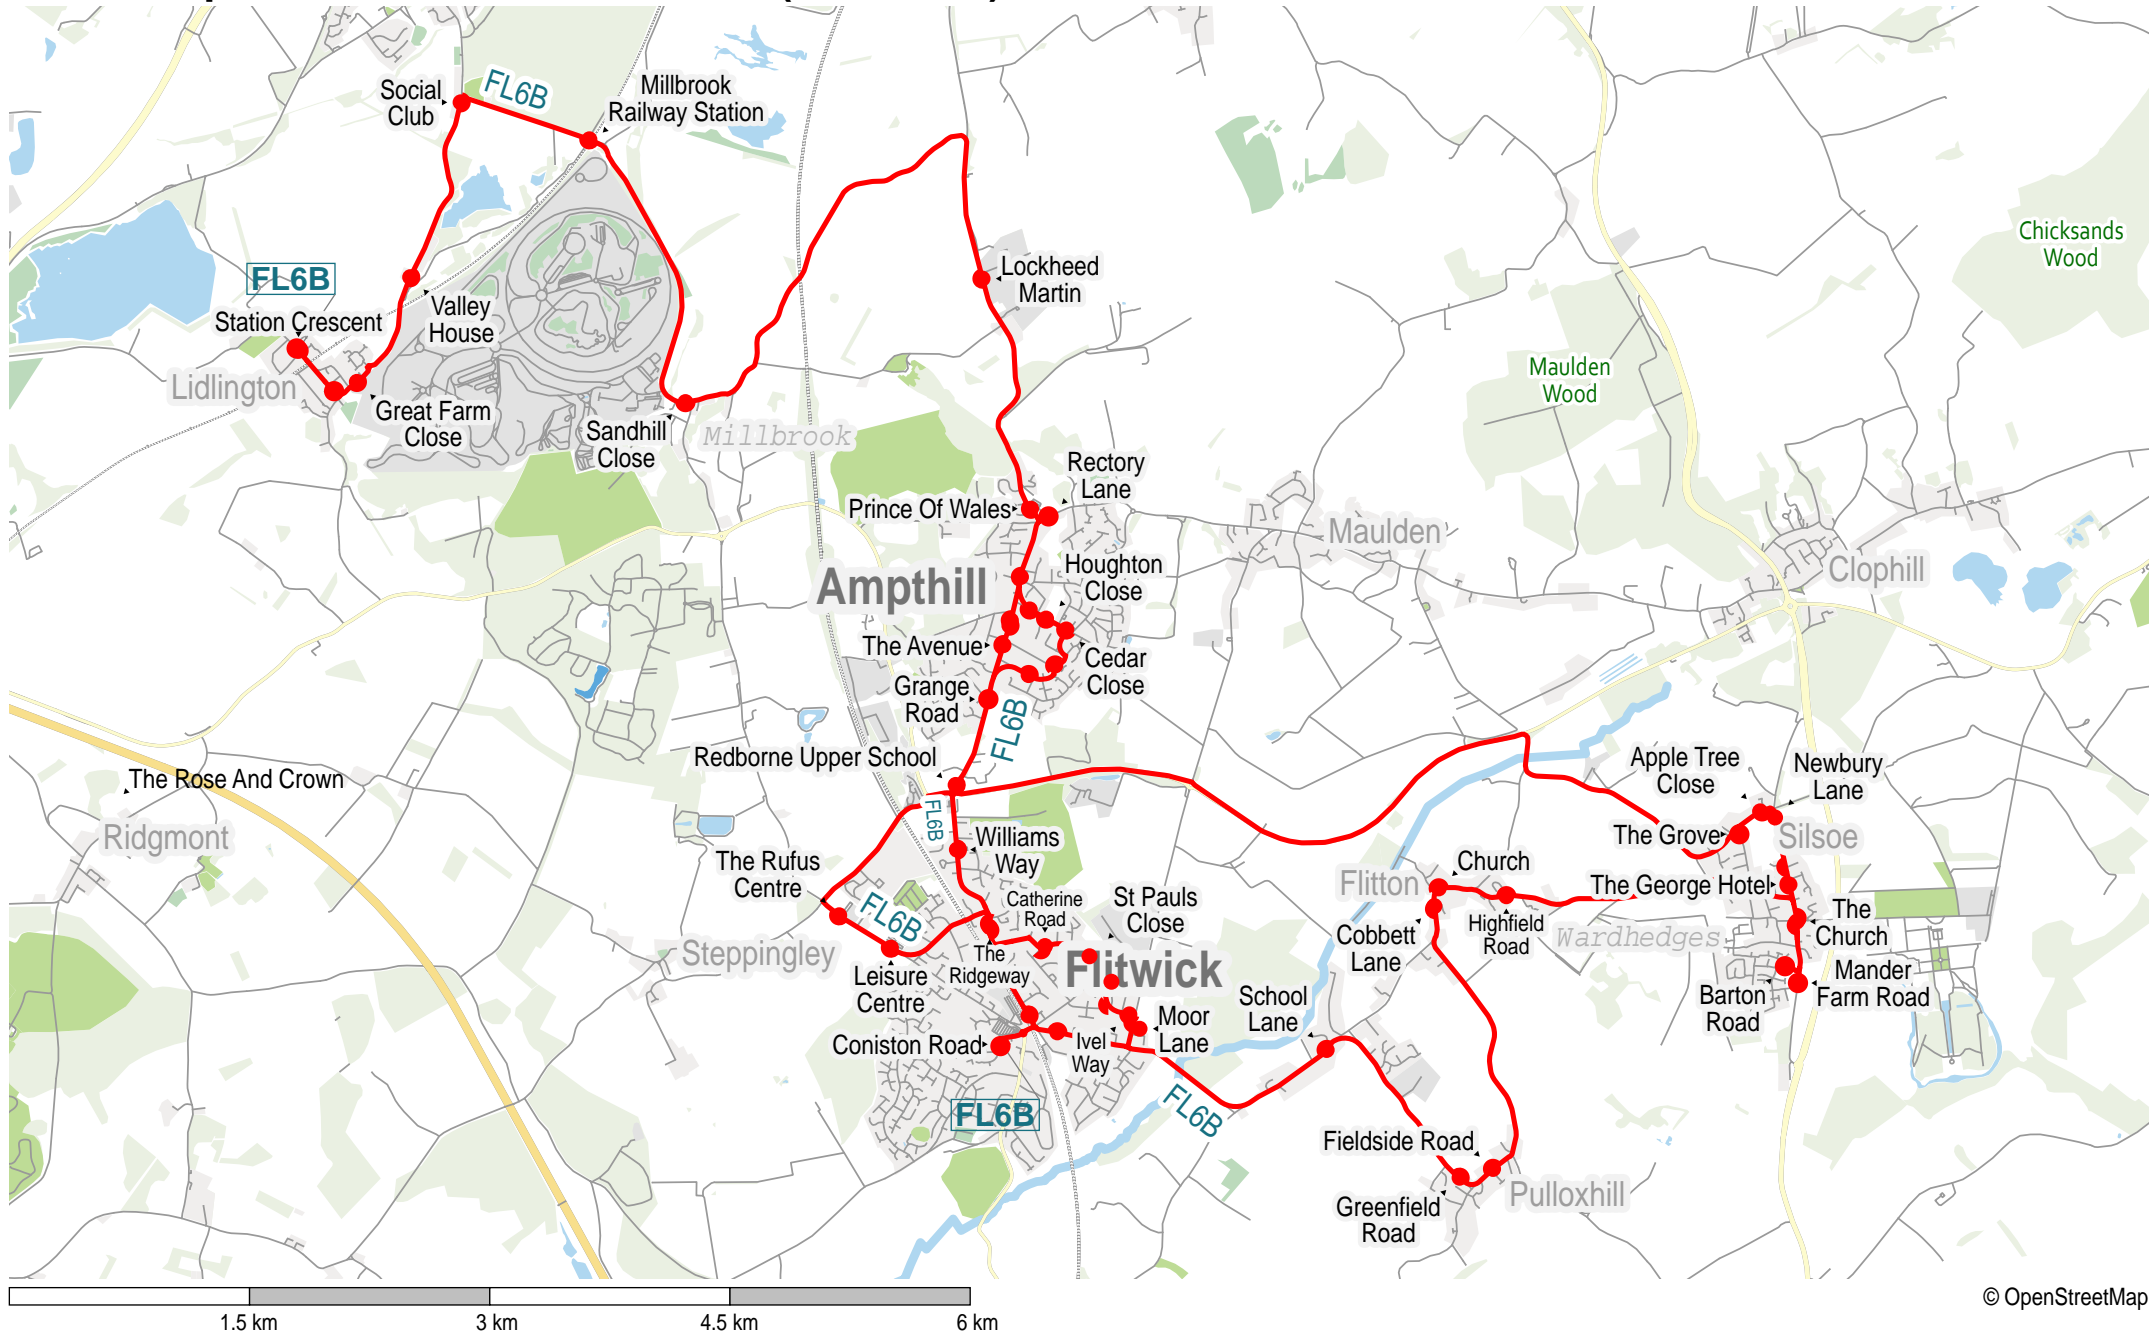 Social
Club
FL6B
Millbrook
Railway Station
Chicksands
Wood
FL6B
Station Crescent
Valley
House
Lockheed
Martin
Lidlington
Great Farm
Close
Sandhill
Close
Millbrook
Maulden
Wood
Rectory
Lane
Prince Of Wales
Maulden
Clophill
Ampthill
Houghton
Close
The Avenue
Cedar
Close
Grange
Road
FL6B
Redborne Upper School
The Rose And Crown
Ridgmont
FL6B
Williams
Way
Apple Tree
Close
Newbury
Lane
The Grove
Silsoe
The Rufus
Centre
FL6B
Catherine
Road
St Pauls
Close
Church
Flitton
The George Hotel
Highfield
Road
Cobbett
Lane
Wardhedges
The
Church
Steppingley
The
Ridgeway
Flitwick
Leisure
Centre
School
Lane
Barton
Road
Mander
Farm Road
Coniston Road
Ivel
Way
Moor
Lane
FL6B
FL6B
Fieldside Road
Greenfield
Road
Pulloxhill
1.5 km
3 km
4.5 km
6 km
© OpenStreetMap